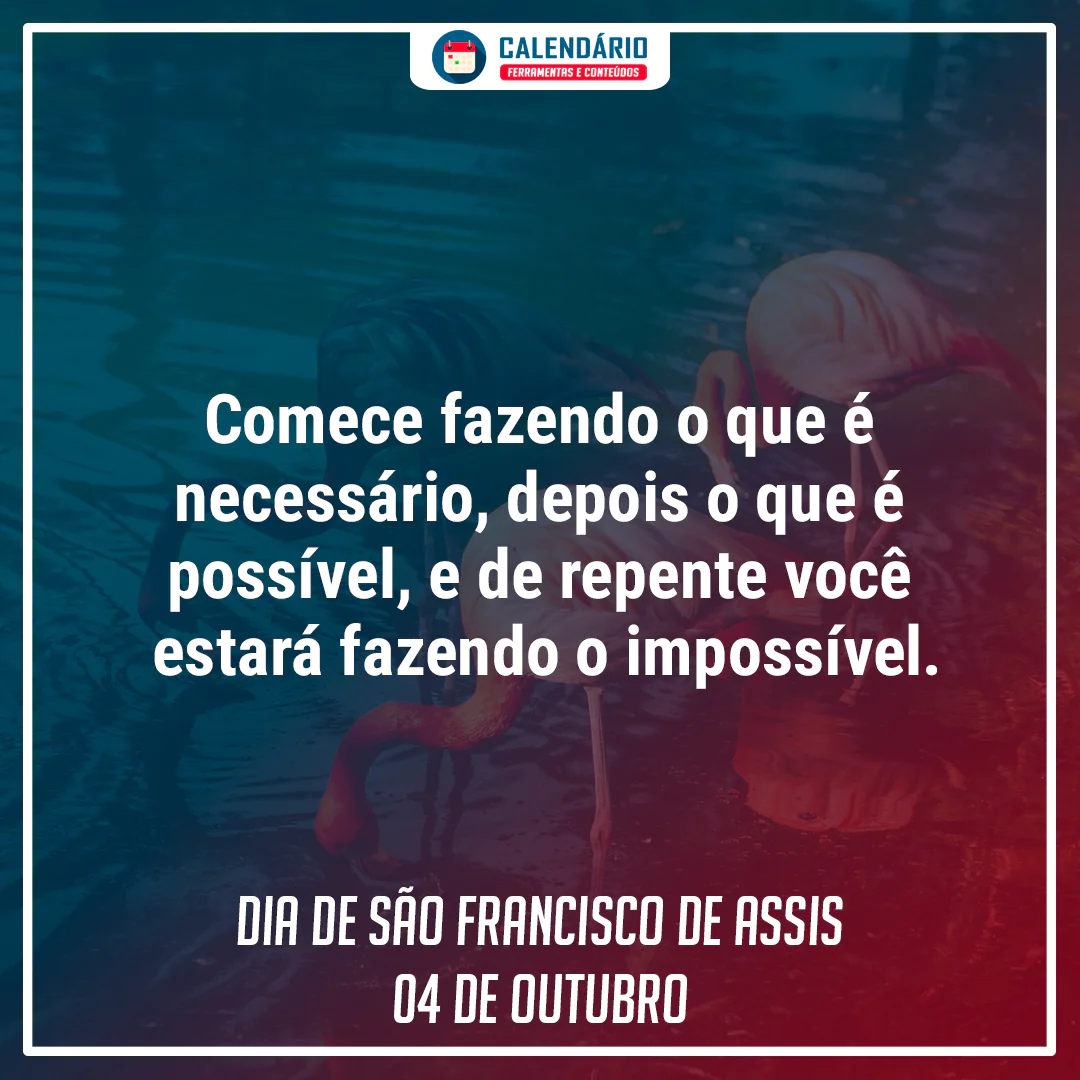 CALENDÁRIO
FERRAMENTAS E CONTEÚDOS
Comece fazendo o que é
necessário, depois o que é
possível, e de repente você
estará fazendo o impossível.
DIA DE SÃO FRANCISCO DE ASSIS
04 DE OUTUBRO